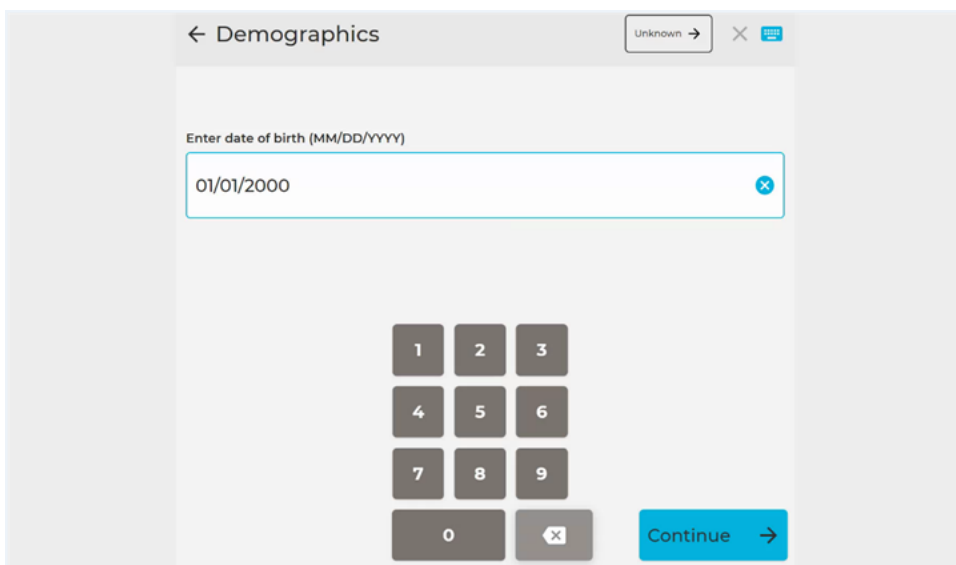 ← Demographics
Unknown →
Enter date of birth (MM/DD/YYYY)
01/01/2000
1 2 3
4 5 6
7 8 9
0
Continue →